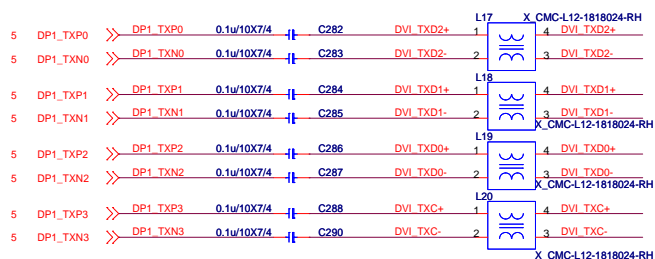 L17 X_CMC-L12-1818024-RH
5 DP1_TXP0 DP1_TXP0 0.1u/10X7/4 C282 DVI_TXD2+ 1 4 DVI_TXD2+
5 DP1_TXN0 DP1_TXN0 0.1u/10X7/4 C283 DVI_TXD2- 2 3 DVI_TXD2-
L18
5 DP1_TXP1 DP1_TXP1 0.1u/10X7/4 C284 DVI_TXD1+ 1 4 DVI_TXD1+
5 DP1_TXN1 DP1_TXN1 0.1u/10X7/4 C285 DVI_TXD1- 2 3 DVI_TXD1-
X_CMC-L12-1818024-RH
L19
5 DP1_TXP2 DP1_TXP2 0.1u/10X7/4 C286 DVI_TXD0+ 1 4 DVI_TXD0+
5 DP1_TXN2 DP1_TXN2 0.1u/10X7/4 C287 DVI_TXD0- 2 3 DVI_TXD0-
X_CMC-L12-1818024-RH
L20
5 DP1_TXP3 DP1_TXP3 0.1u/10X7/4 C288 DVI_TXC+ 1 4 DVI_TXC+
5 DP1_TXN3 DP1_TXN3 0.1u/10X7/4 C290 DVI_TXC- 2 3 DVI_TXC-
X_CMC-L12-1818024-RH